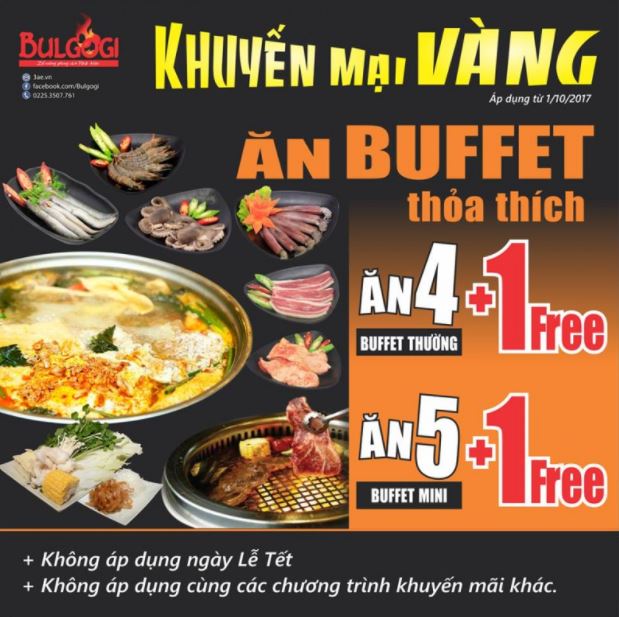 BULGOGI
3ae.vn
facebook.com/Bulgogi
0225.3507.761
KHUYẾN MẠI VÀNG
Áp dụng từ 1/10/2017
ĂN BUFFET
thỏa thích
ĂN 4 +1 Free
BUFFET THƯỜNG
ĂN 5 +1 Free
BUFFET MINI
+ Không áp dụng ngày Lễ Tết
+ Không áp dụng cùng các chương trình khuyến mãi khác.